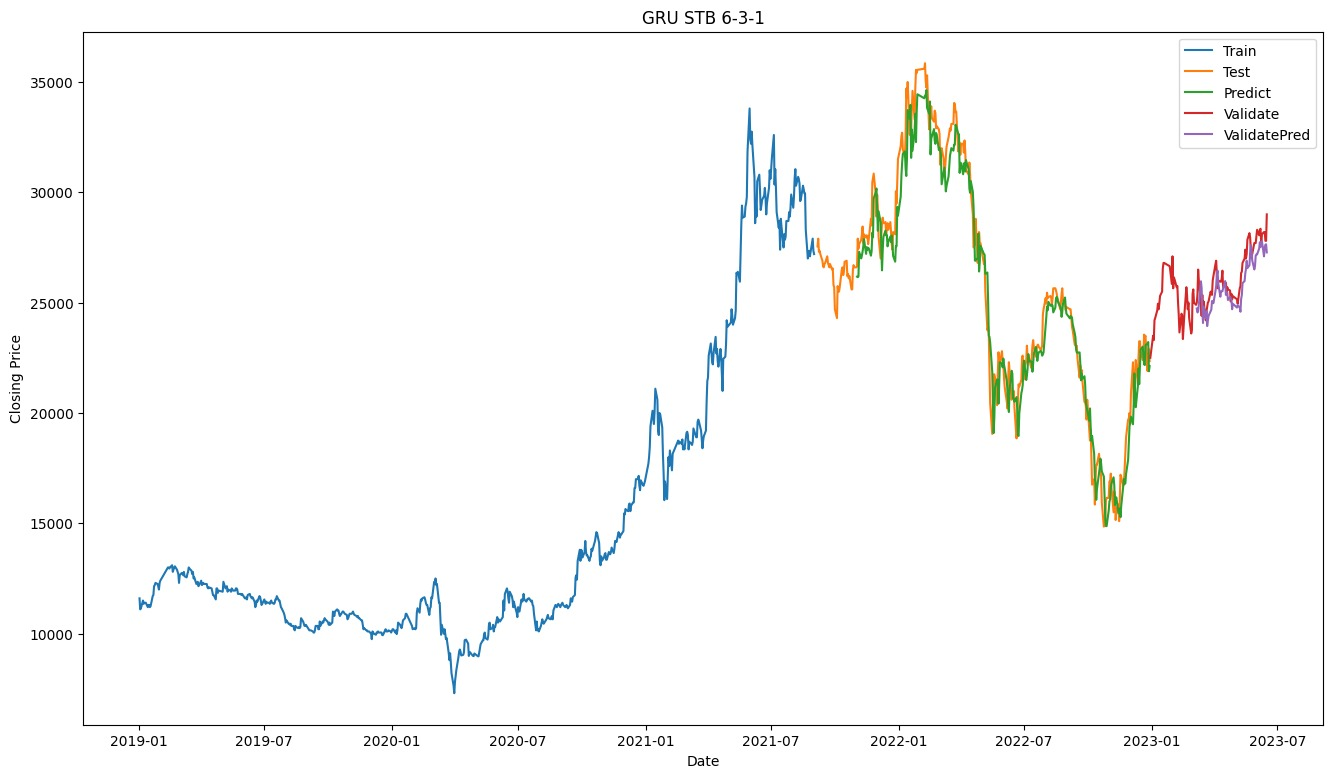 GRU STB 6-3-1
Train
Test
Predict
Validate
ValidatePred
Closing Price
35000
30000
25000
20000
15000
10000
2019-01
2019-07
2020-01
2020-07
2021-01
2021-07
2022-01
2022-07
2023-01
2023-07
Date